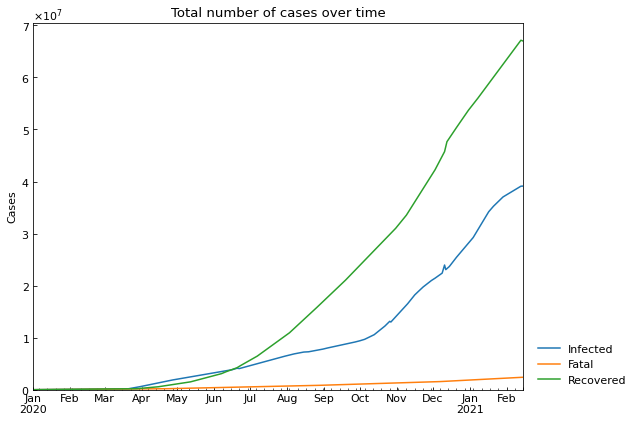 Total number of cases over time
×10⁷
7
6
5
4
3
2
1
0
Cases
Jan Feb Mar Apr May Jun Jul Aug Sep Oct Nov Dec Jan Feb
2020 2021
Infected
Fatal
Recovered